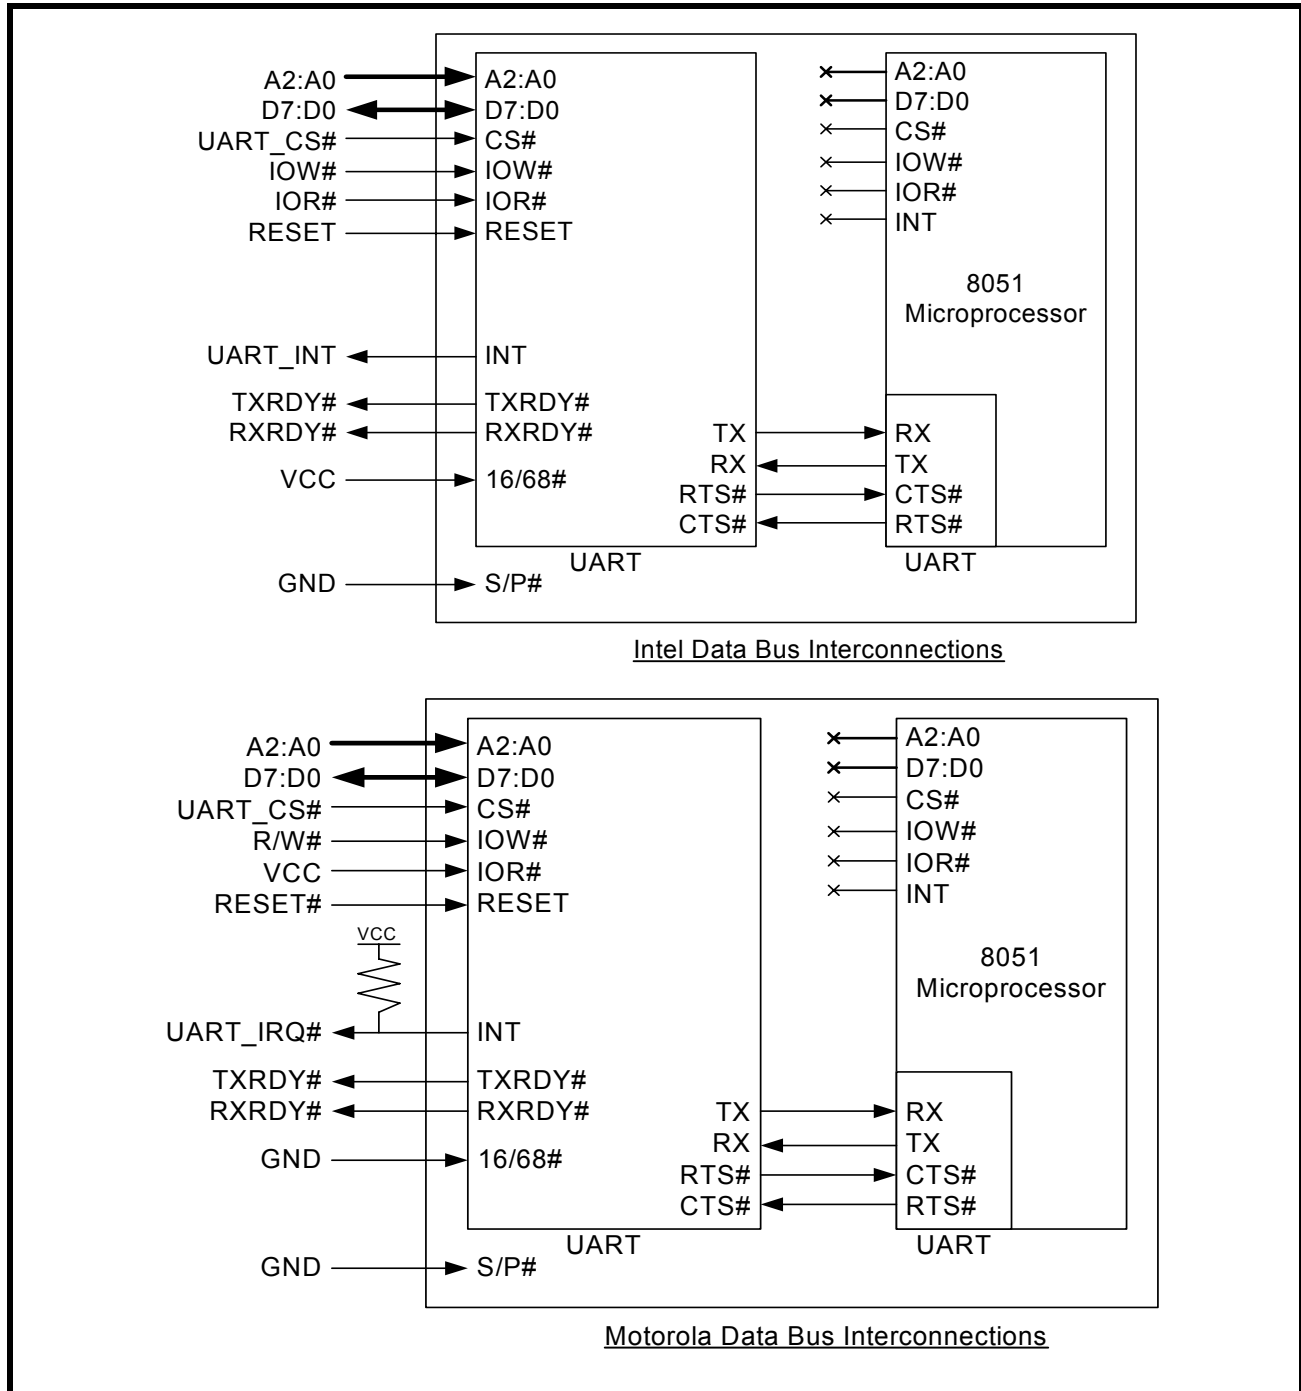 A2:A0 A2:A0 A2:A0
D7:D0 D7:D0 D7:D0
UART_CS# CS# CS#
IOW# IOW# IOW#
IOR# IOR# IOR#
RESET RESET INT
8051
Microprocessor
UART_INT INT
TXRDY# TXRDY#
RXRDY# RXRDY# TX RX
RX TX
VCC 16/68# RTS# CTS#
CTS# RTS#
UART UART
GND S/P#
Intel Data Bus Interconnections
A2:A0 A2:A0 A2:A0
D7:D0 D7:D0 D7:D0
UART_CS# CS# CS#
R/W# IOW# IOW#
VCC IOR# IOR#
RESET# RESET INT
VCC
8051
Microprocessor
UART_IRQ# INT
TXRDY# TXRDY#
RXRDY# RXRDY# TX RX
RX TX
GND 16/68# RTS# CTS#
CTS# RTS#
UART UART
GND S/P#
Motorola Data Bus Interconnections